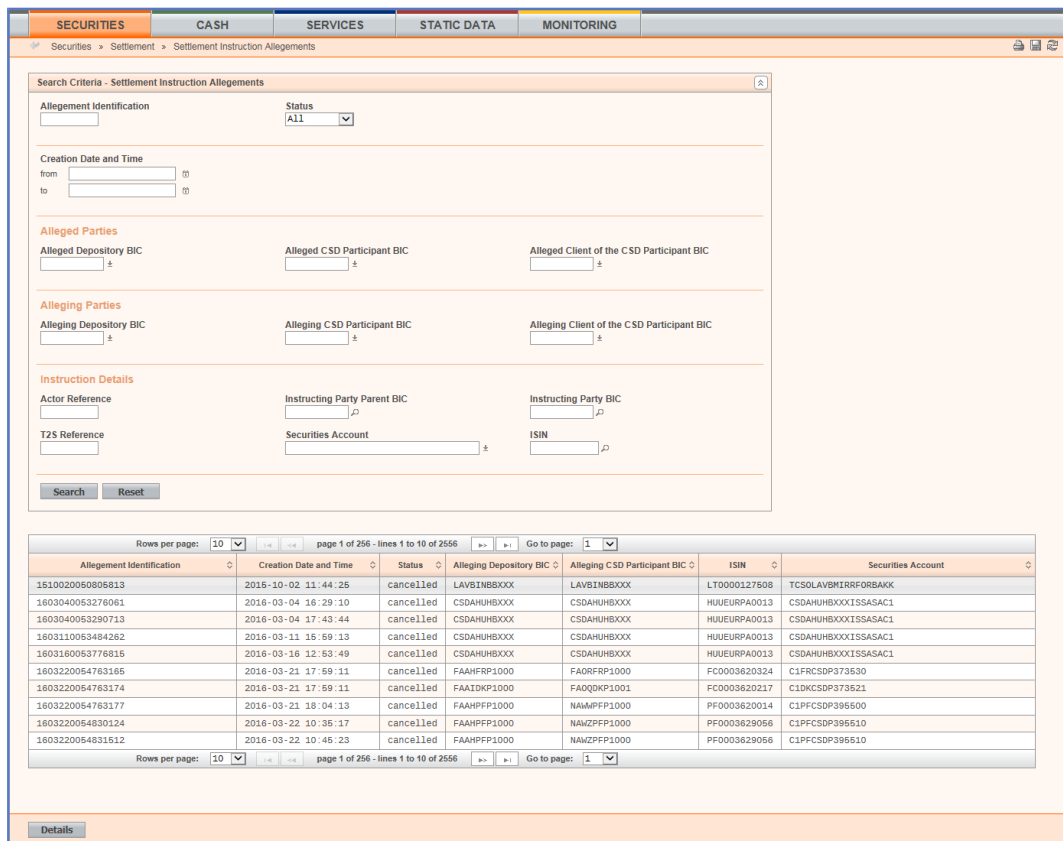 SECURITIES CASH SERVICES STATIC DATA MONITORING
Securities » Settlement » Settlement Instruction Allegements
Search Criteria - Settlement Instruction Allegements
Allegement Identification Status
All
Creation Date and Time
from
to
Alleged Parties
Alleged Depository BIC Alleged CSD Participant BIC Alleged Client of the CSD Participant BIC
Alleging Parties
Alleging Depository BIC Alleging CSD Participant BIC Alleging Client of the CSD Participant BIC
Instruction Details
Actor Reference Instructing Party Parent BIC Instructing Party BIC
T2S Reference Securities Account ISIN
Search Reset
Rows per page: 10 page 1 of 256 - lines 1 to 10 of 2556 Go to page: 1
Allegement Identification Creation Date and Time Status Alleging Depository BIC Alleging CSD Participant BIC ISIN Securities Account
1510020050805813 2015-10-02 11:44:25 cancelled LAVBINBBXXX LAVBINBBXXX LT0000127508 TCSOLAVBMIRRFORBAKK
1603040053276061 2016-03-04 16:29:10 cancelled CSDAHUHBXXX CSDAHUHBXXX HUUEURPA0013 CSDAHUHBXXXISSASAC1
1603040053290713 2016-03-04 17:43:44 cancelled CSDAHUHBXXX CSDAHUHBXXX HUUEURPA0013 CSDAHUHBXXXISSASAC1
1603110053484262 2016-03-11 15:59:13 cancelled CSDAHUHBXXX CSDAHUHBXXX HUUEURPA0013 CSDAHUHBXXXISSASAC1
1603160053776815 2016-03-16 12:53:49 cancelled CSDAHUHBXXX CSDAHUHBXXX HUUEURPA0013 CSDAHUHBXXXISSASAC1
1603220054763165 2016-03-21 17:59:11 cancelled FAAHFRP1000 FAORFRP1000 FC0003620324 C1FRCSDP373530
1603220054763174 2016-03-21 17:59:11 cancelled FAAIDKP1000 FAOQDKP1001 FC0003620217 C1DKCSDP373521
1603220054763177 2016-03-21 18:04:13 cancelled FAAHPFP1000 NAWWPFP1000 PF0003620014 C1PFCSDP395500
1603220054830124 2016-03-22 10:35:17 cancelled FAAHPFP1000 NAWZPFP1000 PF0003629056 C1PFCSDP395510
1603220054831512 2016-03-22 10:45:23 cancelled FAAHPFP1000 NAWZPFP1000 PF0003629056 C1PFCSDP395510
Rows per page: 10 page 1 of 256 - lines 1 to 10 of 2556 Go to page: 1
Details